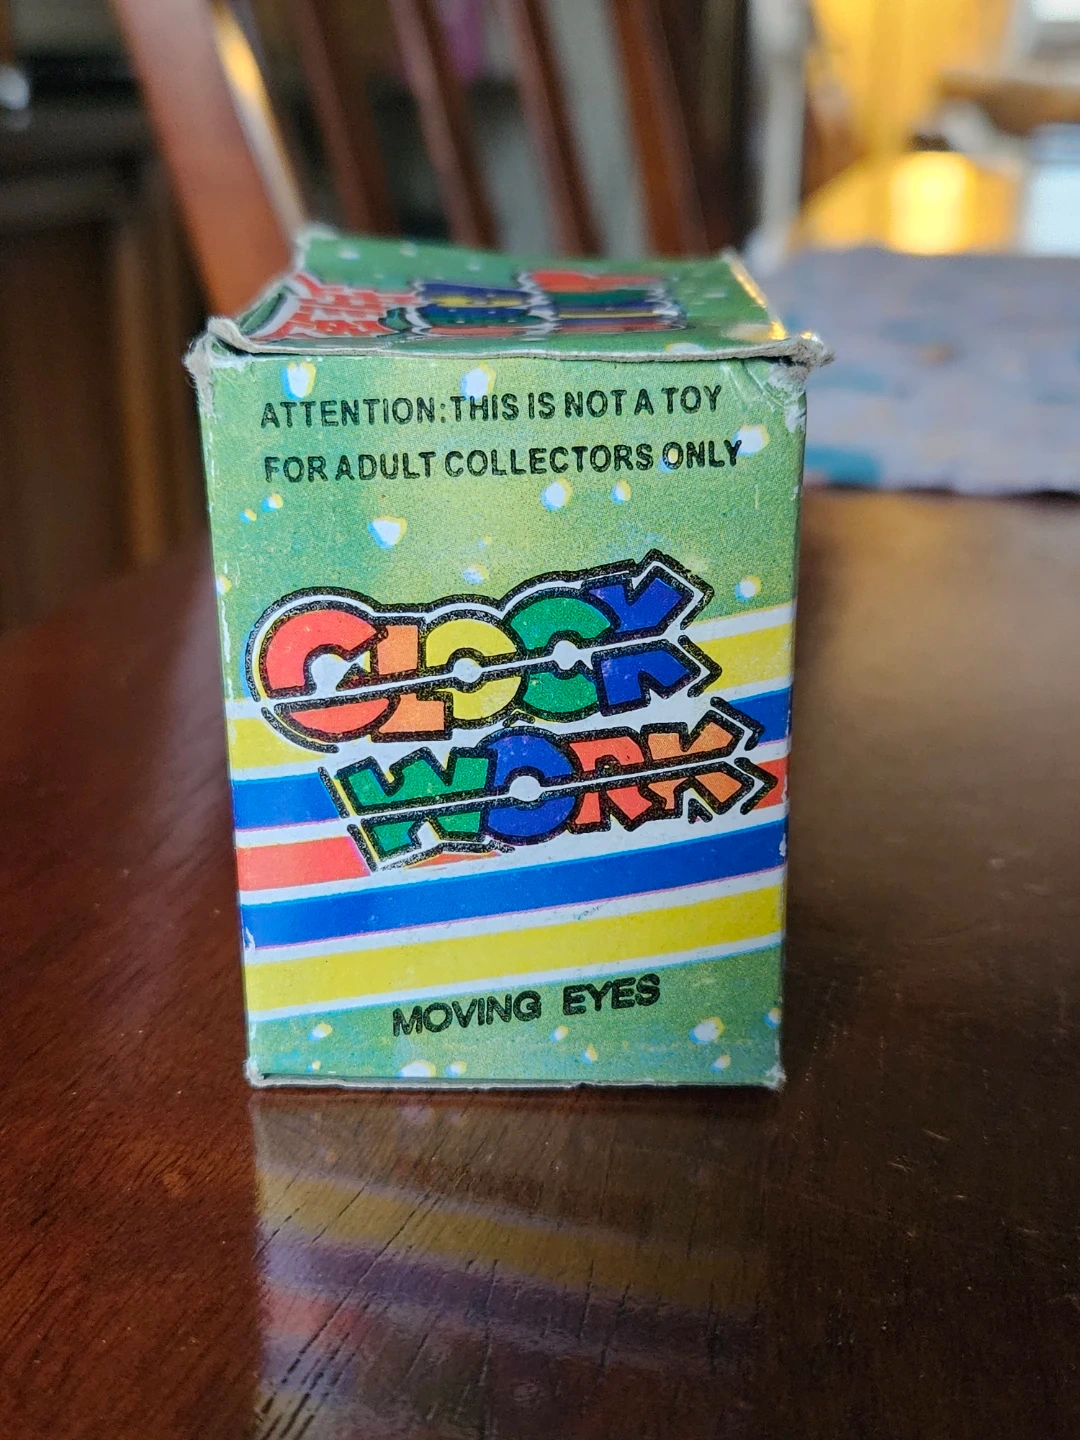 ATTENTION: THIS IS NOT A TOY
FOR ADULT COLLECTORS ONLY
CLOCK
WORK
MOVING EYES